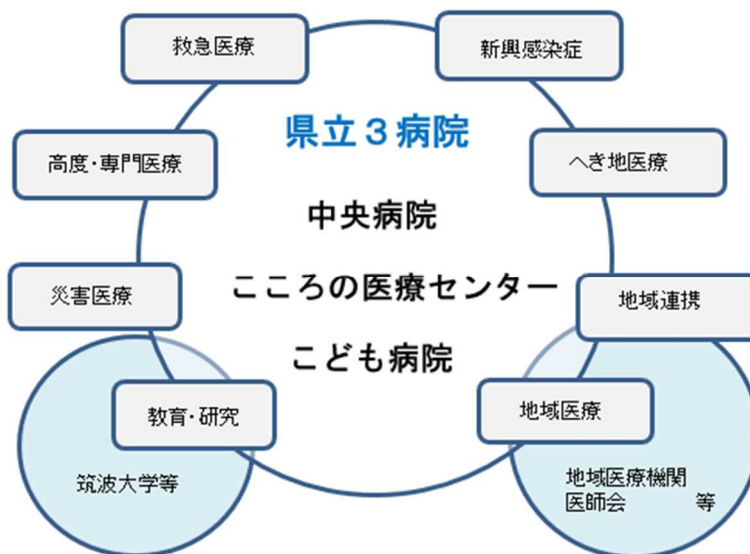 救急医療
新興感染症
県立３病院
高度・専門医療
へき地医療
中央病院
災害医療
こころの医療センター
地域連携
こども病院
教育・研究
地域医療
筑波大学等
地域医療機関
医師会　　　等